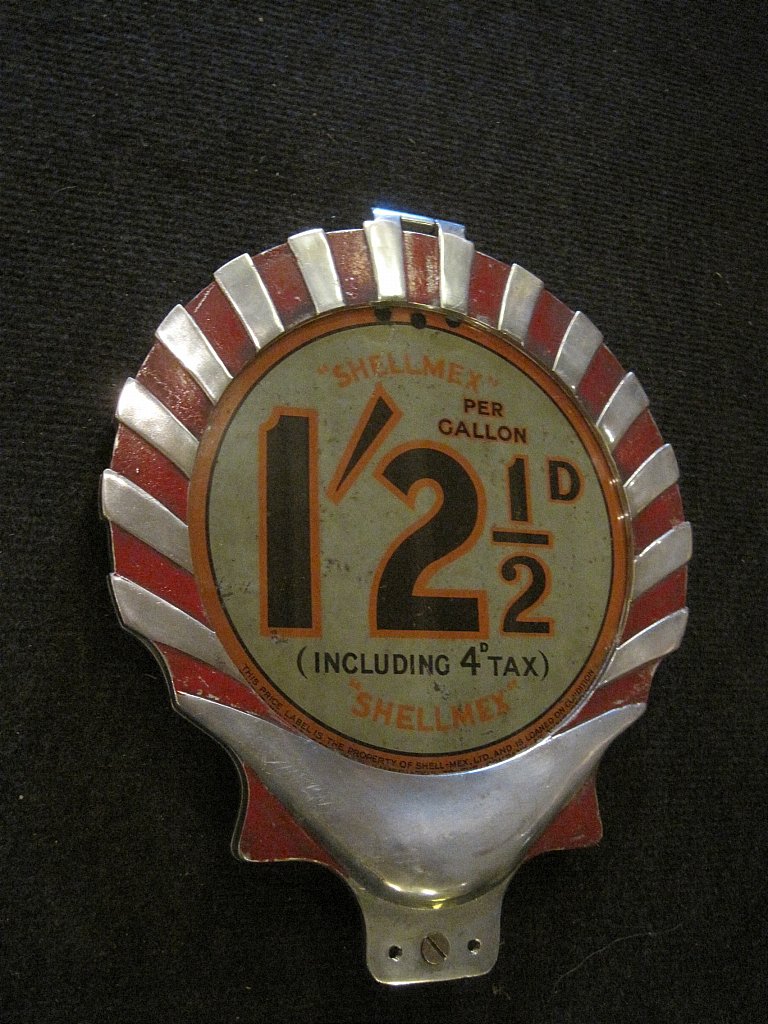 "SHELLMEX"
PER
GALLON
1'2½D
(INCLUDING 4D TAX)
"SHELLMEX"
THIS PRICE LABEL IS THE PROPERTY OF SHELL-MEX, LTD. AND IS LOANED ON CONDITION